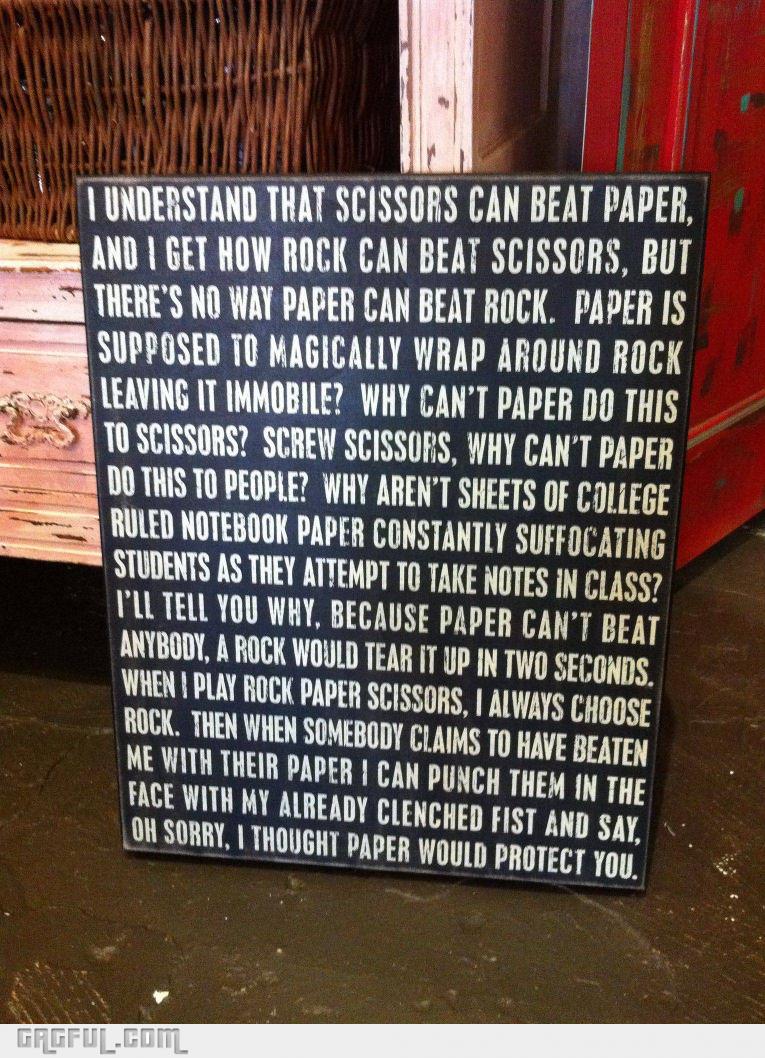 I UNDERSTAND THAT SCISSORS CAN BEAT PAPER,
AND I GET HOW ROCK CAN BEAT SCISSORS, BUT
THERE'S NO WAY PAPER CAN BEAT ROCK. PAPER IS
SUPPOSED TO MAGICALLY WRAP AROUND ROCK
LEAVING IT IMMOBILE? WHY CAN'T PAPER DO THIS
TO SCISSORS? SCREW SCISSORS, WHY CAN'T PAPER
DO THIS TO PEOPLE? WHY AREN'T SHEETS OF COLLEGE
RULED NOTEBOOK PAPER CONSTANTLY SUFFOCATING
STUDENTS AS THEY ATTEMPT TO TAKE NOTES IN CLASS?
I'LL TELL YOU WHY, BECAUSE PAPER CAN'T BEAT
ANYBODY, A ROCK WOULD TEAR IT UP IN TWO SECONDS.
WHEN I PLAY ROCK PAPER SCISSORS, I ALWAYS CHOOSE
ROCK. THEN WHEN SOMEBODY CLAIMS TO HAVE BEATEN
ME WITH THEIR PAPER I CAN PUNCH THEM IN THE
FACE WITH MY ALREADY CLENCHED FIST AND SAY,
OH SORRY, I THOUGHT PAPER WOULD PROTECT YOU.
GAGFUL.COM